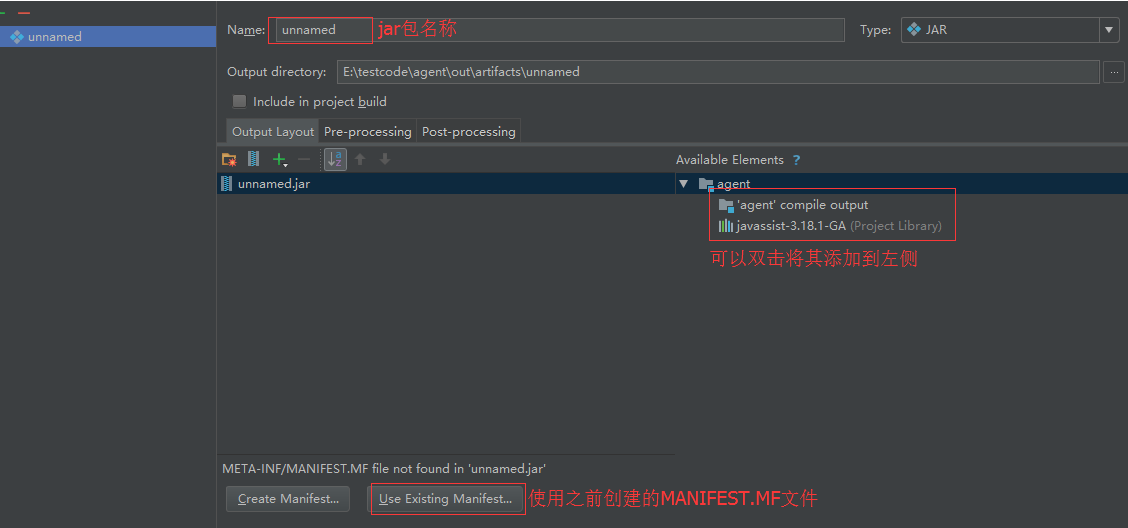 unnamed
Name: unnamed jar包名称 Type: JAR
Output directory: E:\testcode\agent\out\artifacts\unnamed ...
Include in project build
Output Layout Pre-processing Post-processing
Available Elements ?
unnamed.jar agent
'agent' compile output
javassist-3.18.1-GA (Project Library)
可以双击将其添加到左侧
META-INF/MANIFEST.MF file not found in 'unnamed.jar'
Create Manifest... Use Existing Manifest... 使用之前创建的MANIFEST.MF文件